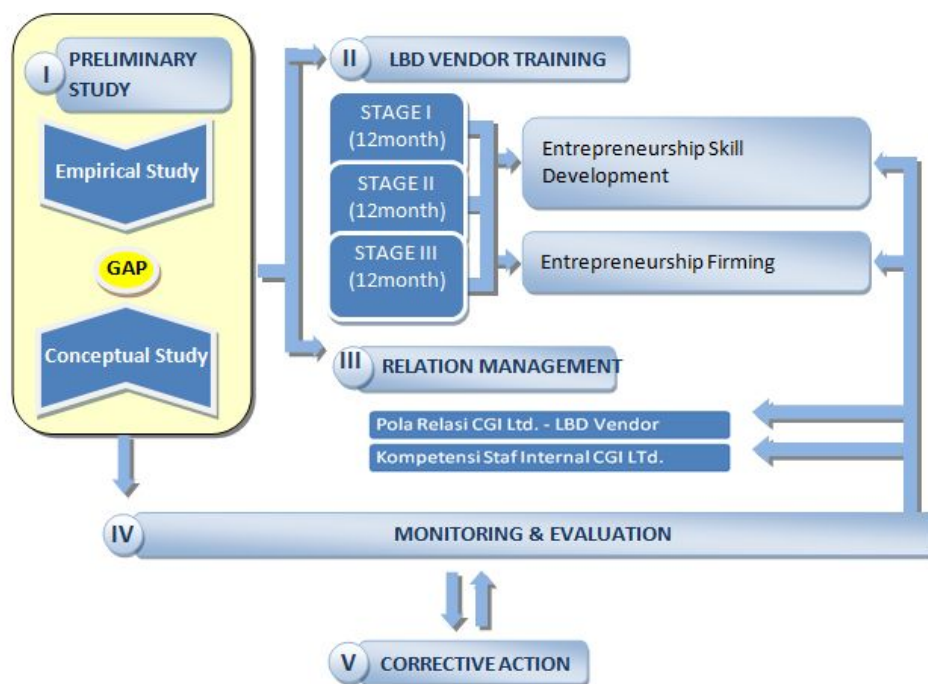 I
PRELIMINARY
STUDY
Empirical Study
GAP
Conceptual Study
II
LBD VENDOR TRAINING
STAGE I
(12month)
STAGE II
(12month)
STAGE III
(12month)
Entrepreneurship Skill
Development
Entrepreneurship Firming
III
RELATION MANAGEMENT
Pola Relasi CGI Ltd. - LBD Vendor
Kompetensi Staf Internal CGI LTd.
IV
MONITORING & EVALUATION
V
CORRECTIVE ACTION